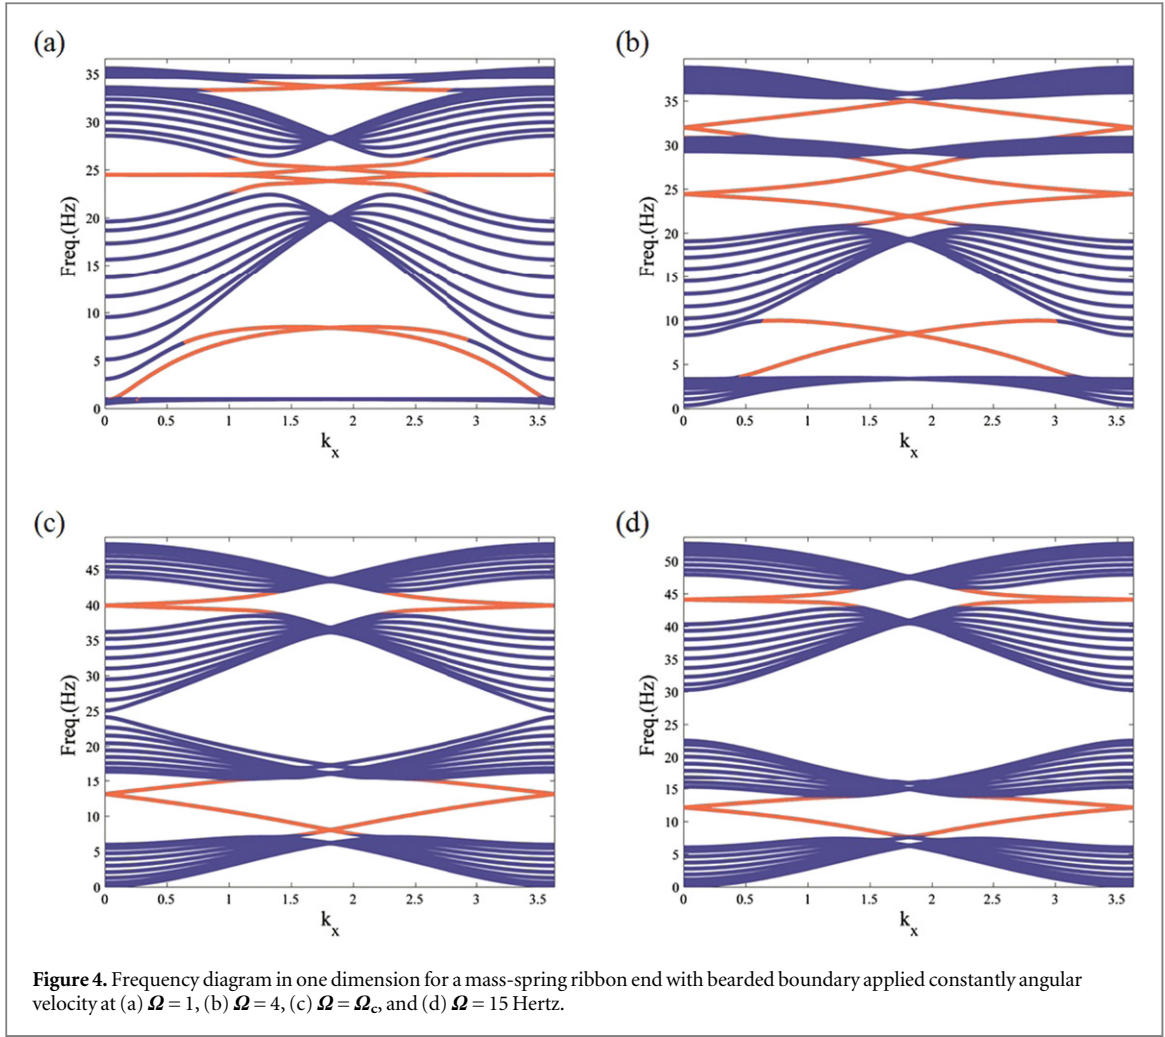 (a)
35
30
25
20
15
10
5
0
Freq.(Hz)
0 0.5 1 1.5 2 2.5 3 3.5
k_x
(b)
35
30
25
20
15
10
5
0
Freq.(Hz)
0 0.5 1 1.5 2 2.5 3 3.5
k_x
(c)
45
40
35
30
25
20
15
10
5
0
Freq.(Hz)
0 0.5 1 1.5 2 2.5 3 3.5
k_x
(d)
50
45
40
35
30
25
20
15
10
5
0
Freq.(Hz)
0 0.5 1 1.5 2 2.5 3 3.5
k_x
Figure 4. Frequency diagram in one dimension for a mass-spring ribbon end with bearded boundary applied constantly angular
velocity at (a) Ω = 1, (b) Ω = 4, (c) Ω = Ω_c, and (d) Ω = 15 Hertz.